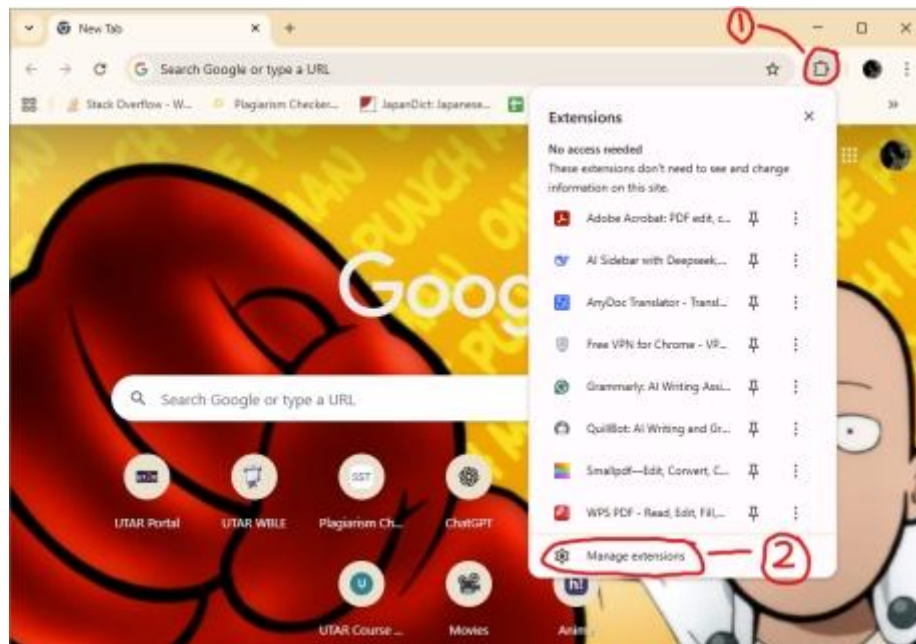 New Tab
Search Google or type a URL
Stack Overflow - W...
Plagiarism Checker...
JapanDict: Japanese...
①
Extensions
No access needed
These extensions don't need to see and change
information on this site.
Adobe Acrobat: PDF edit, c...
AI Sidebar with Deepseek,...
AnyDoc Translator - Transl...
Free VPN for Chrome - VP...
Grammarly: AI Writing Assi...
QuillBot: AI Writing and Gr...
Smallpdf—Edit, Convert, C...
WPS PDF - Read, Edit, Fill,...
Manage extensions
②
PUNCH
Goog
Search Google or type a URL
UTAR Portal
UTAR WBLE
SST
Plagiarism Ch...
ChatGPT
U
UTAR Course ...
Movies
h!
Anim